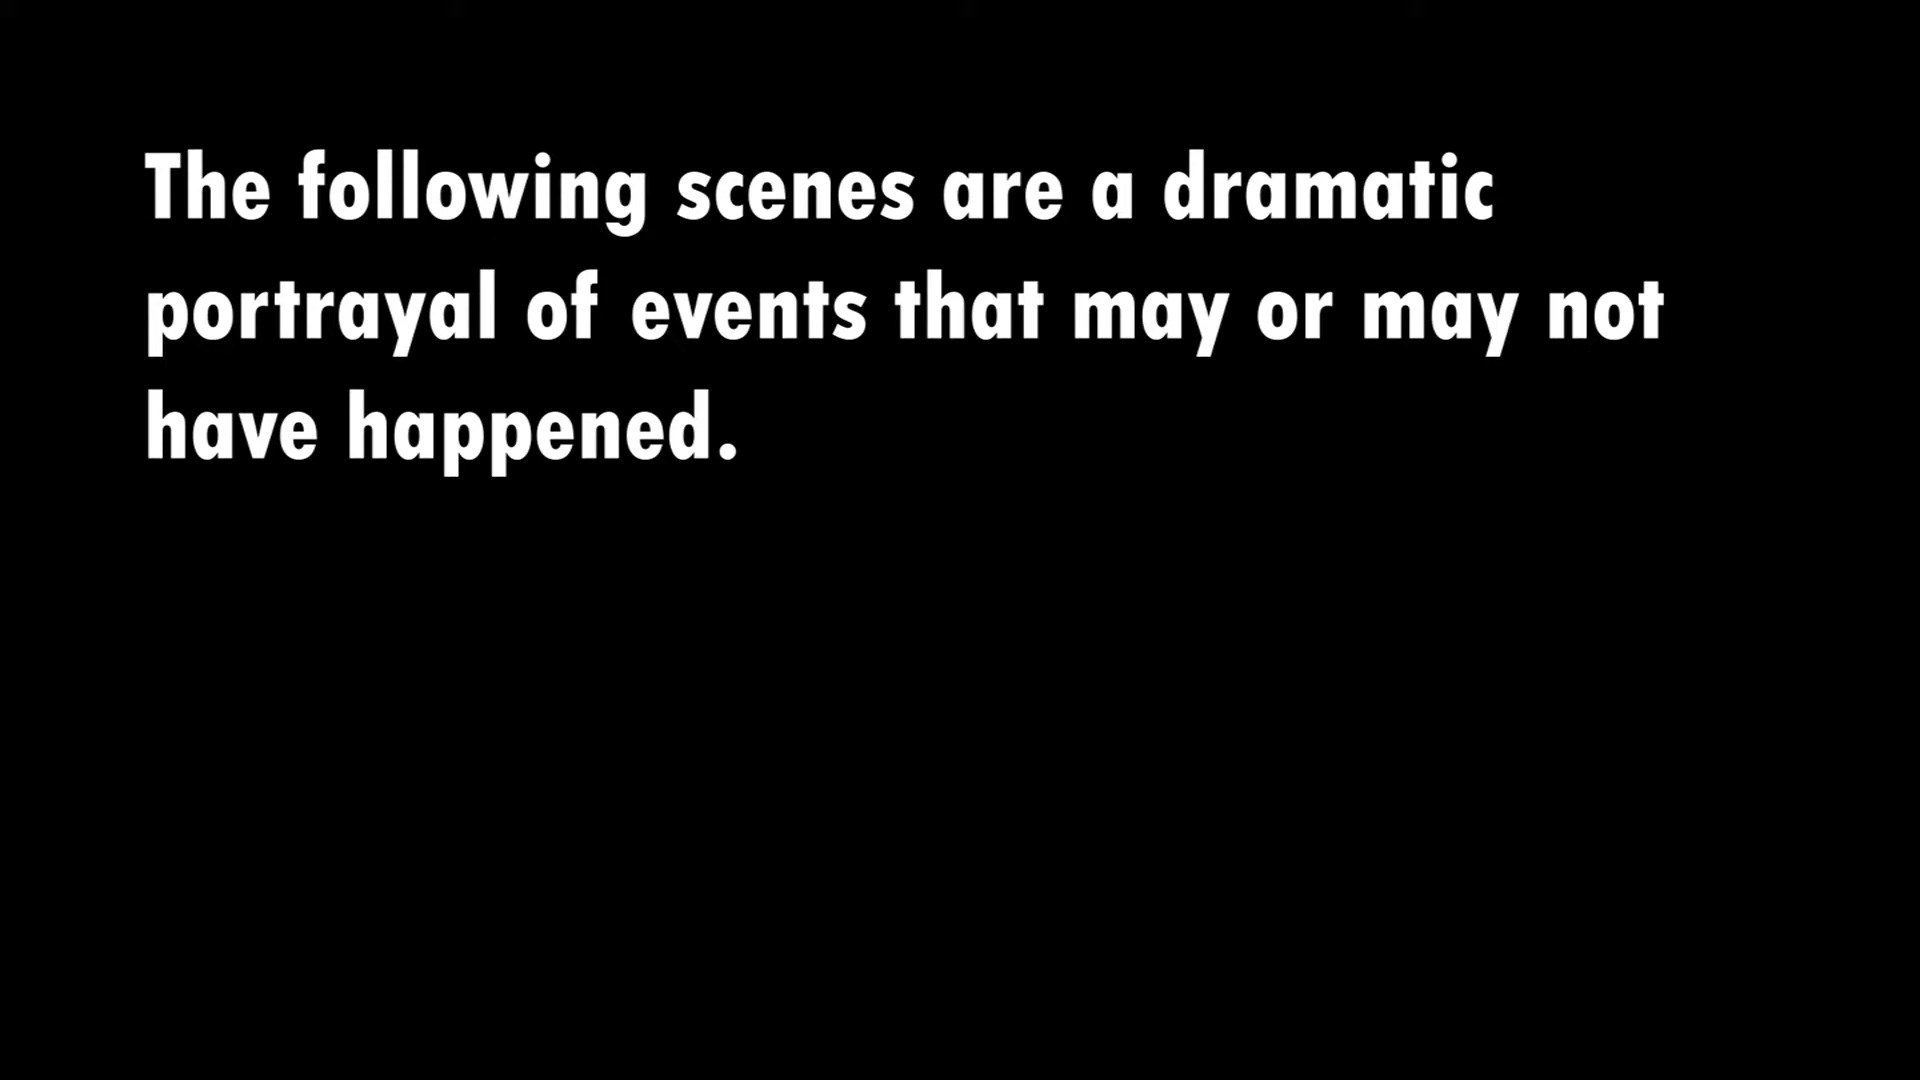 The following scenes are a dramatic
portrayal of events that may or may not
have happened.